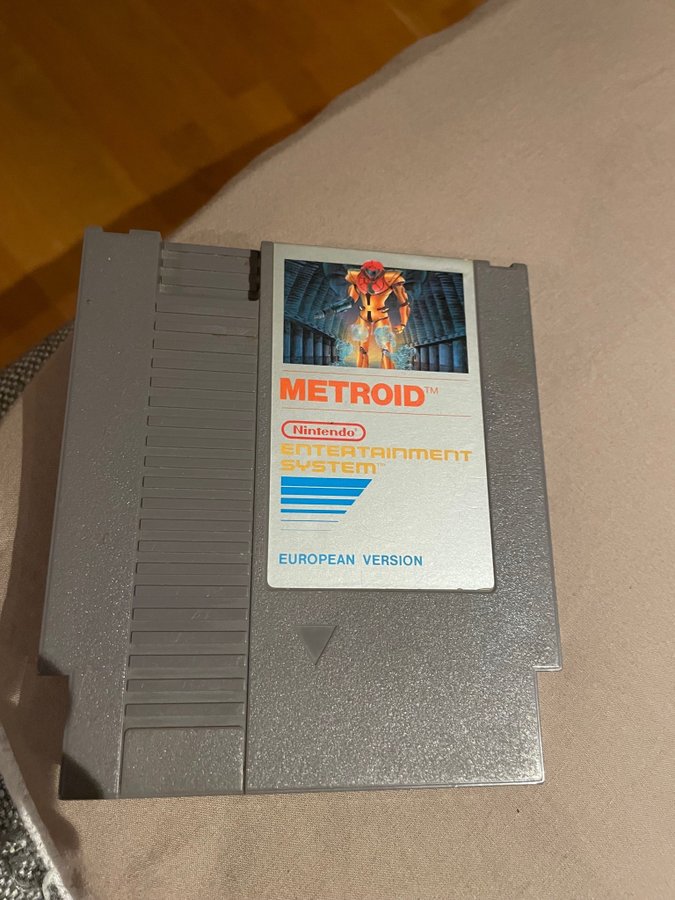 METROID™
Nintendo®
ENTERTAINMENT
SYSTEM™
EUROPEAN VERSION